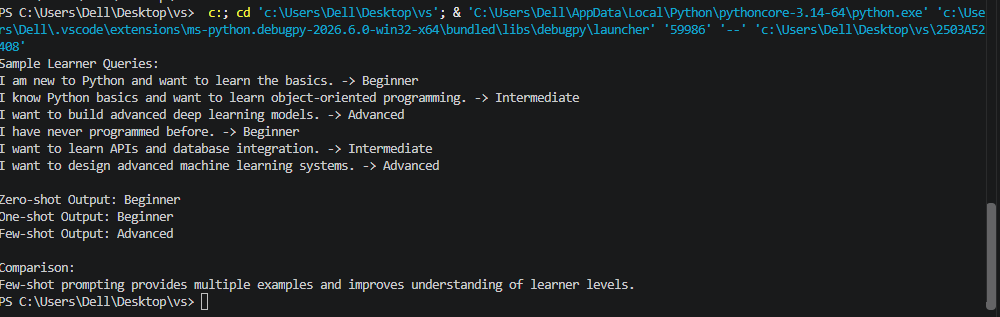 PS C:\Users\Dell\Desktop\vs>  c:; cd 'c:\Users\Dell\Desktop\vs'; & 'C:\Users\Dell\AppData\Local\Python\pythoncore-3.14-64\python.exe' 'c:\Use
rs\Dell\.vscode\extensions\ms-python.debugpy-2026.6.0-win32-x64\bundled\libs\debugpy\launcher' '59986' '--' 'c:\Users\Dell\Desktop\vs\2503A52
408'
Sample Learner Queries:
I am new to Python and want to learn the basics. -> Beginner
I know Python basics and want to learn object-oriented programming. -> Intermediate
I want to build advanced deep learning models. -> Advanced
I have never programmed before. -> Beginner
I want to learn APIs and database integration. -> Intermediate
I want to design advanced machine learning systems. -> Advanced

Zero-shot Output: Beginner
One-shot Output: Beginner
Few-shot Output: Advanced

Comparison:
Few-shot prompting provides multiple examples and improves understanding of learner levels.
PS C:\Users\Dell\Desktop\vs>